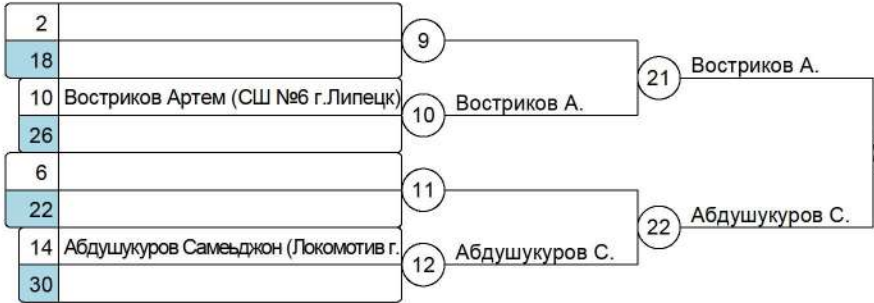 2
18
9
10 Востриков Артем (СШ №6 г.Липецк)
26
10
Востриков А.
21
Востриков А.
6
22
11
14 Абдушукуров Самеьджон (Локомотив г.
30
12
Абдушукуров С.
22
Абдушукуров С.